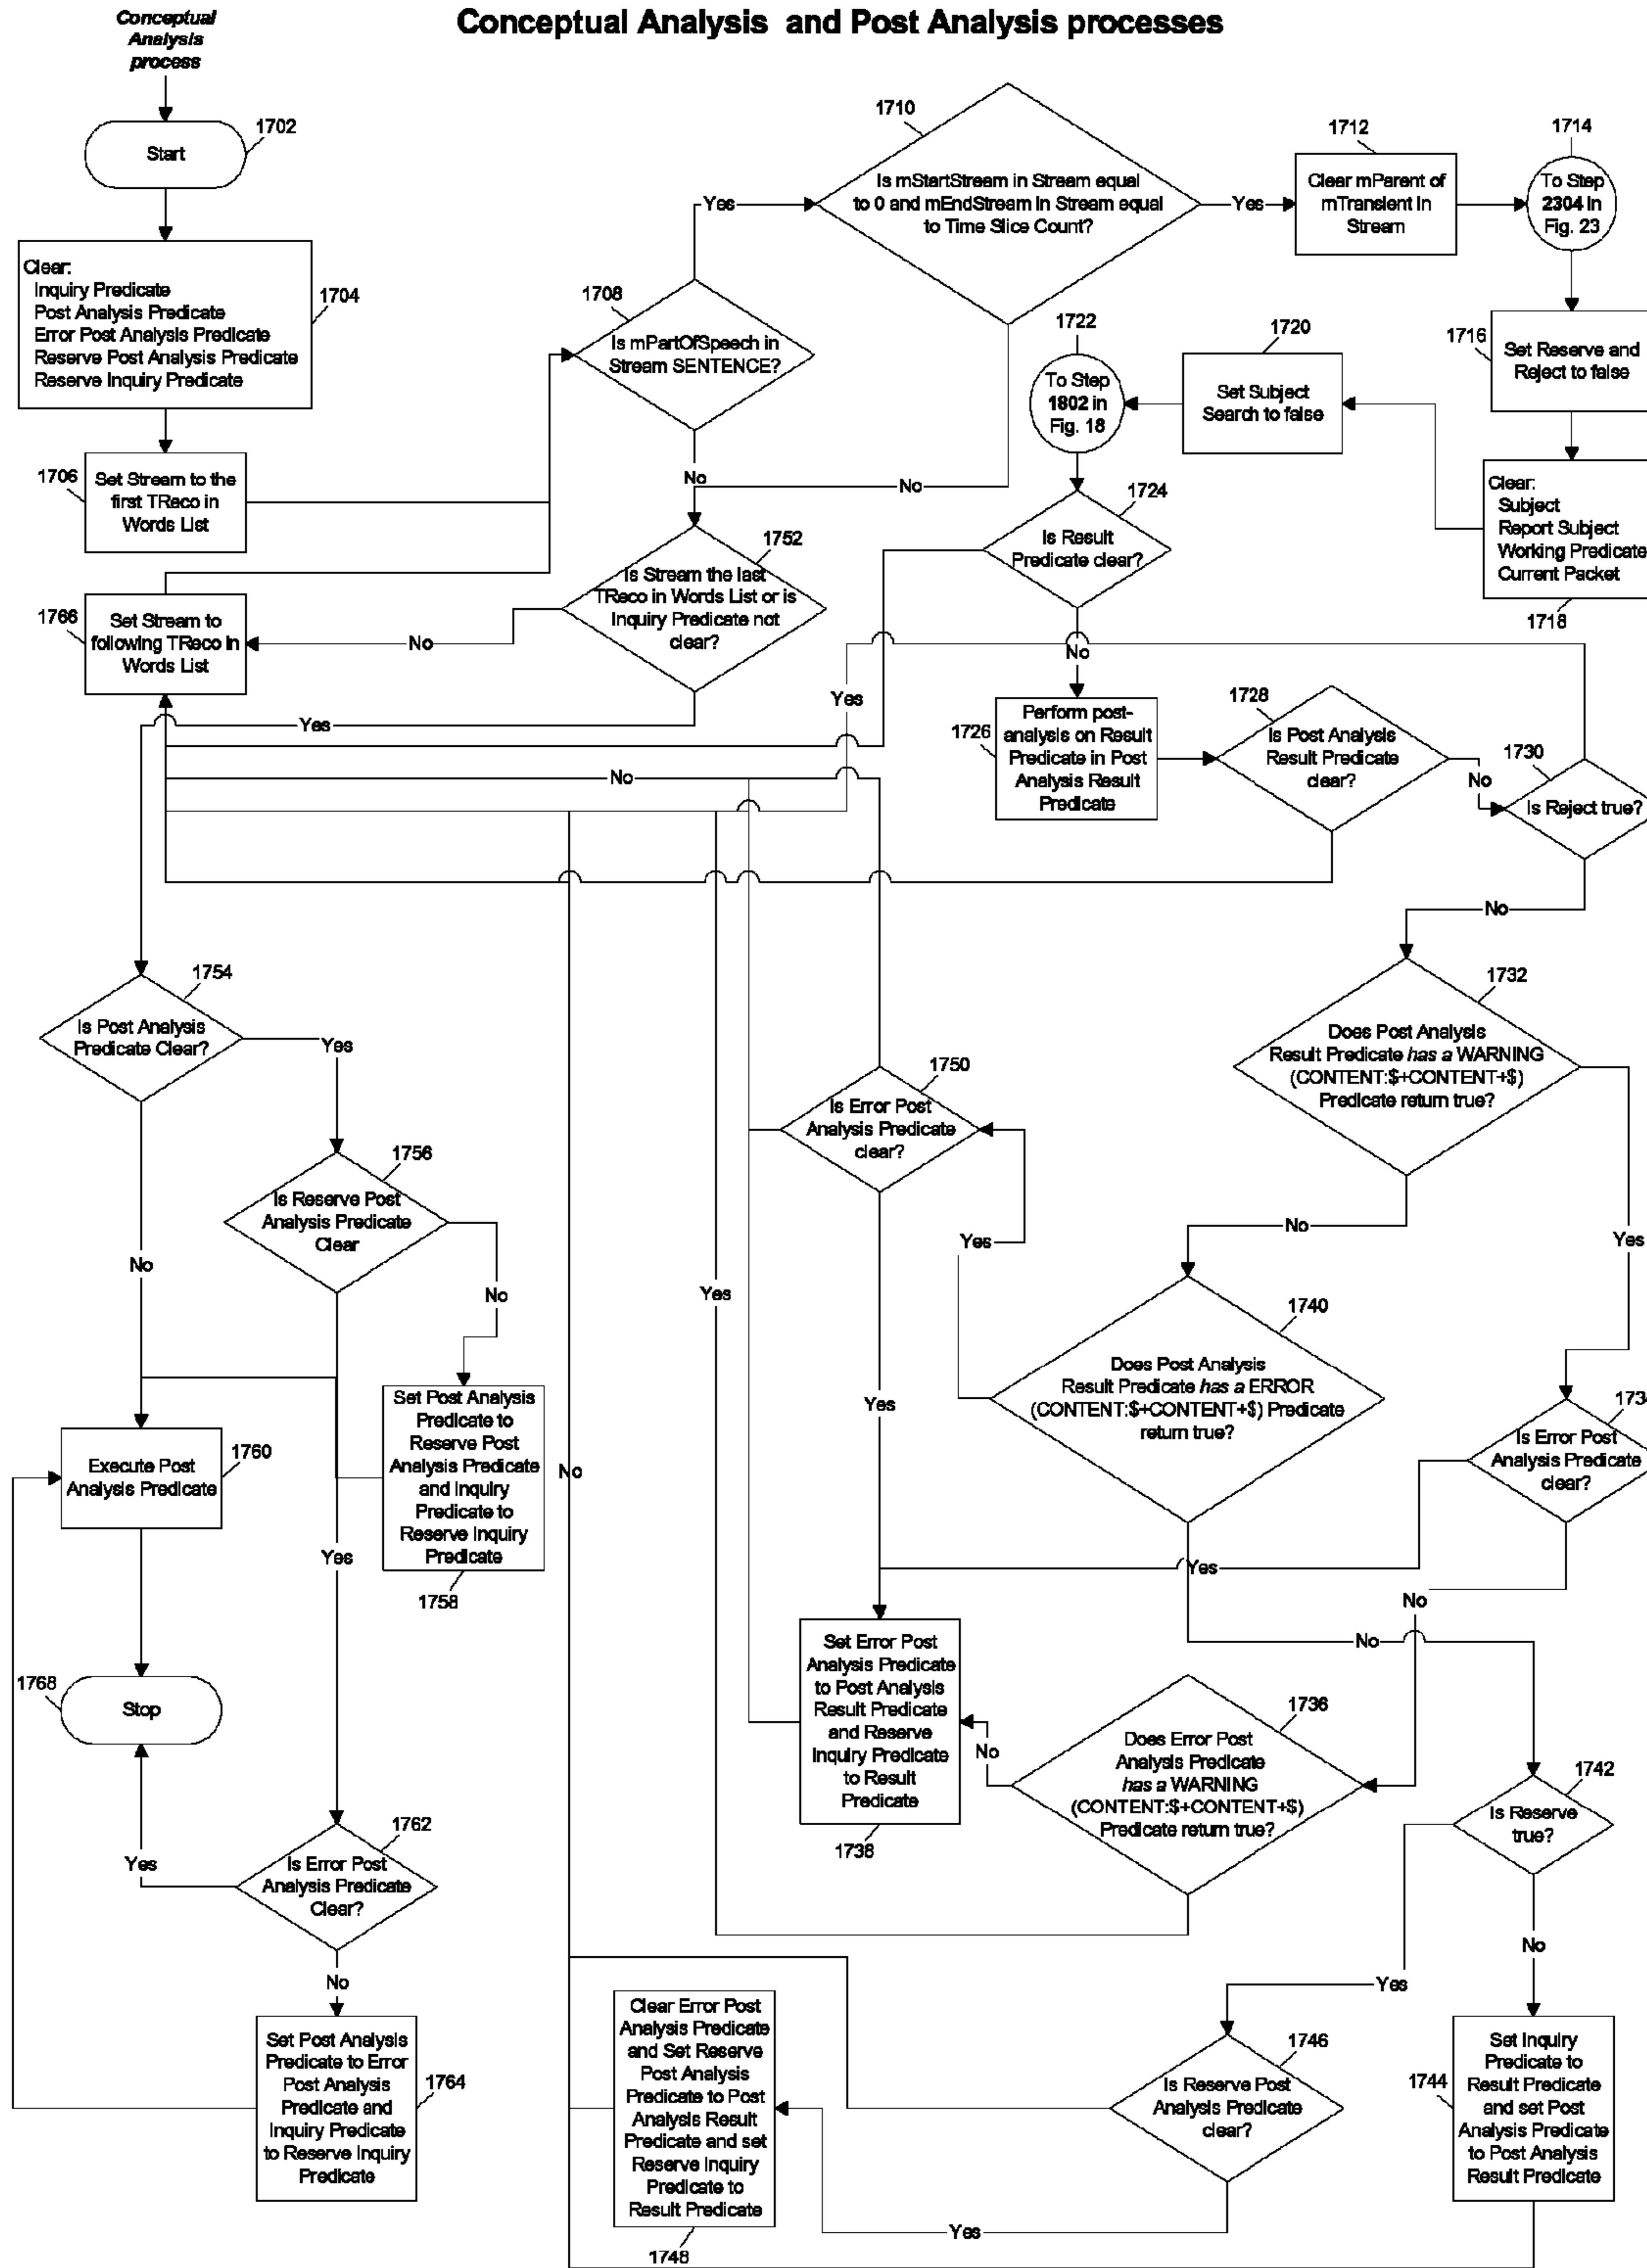 Conceptual Analysis and Post Analysis processes
Conceptual
Analysis
process
1702
Start
Clear:
Inquiry Predicate
Post Analysis Predicate
Error Post Analysis Predicate
Reserve Post Analysis Predicate
Reserve Inquiry Predicate
1704
1706
Set Stream to the
first TReco in
Words List
1708
Is mPartOfSpeech in
Stream SENTENCE?
Yes
No
1710
Is mStartStream in Stream equal
to 0 and mEndStream in Stream equal
to Time Slice Count?
Yes
No
1712
Clear mParent of
mTransient in
Stream
1714
To Step
2304 in
Fig. 23
1716
Set Reserve and
Reject to false
Clear:
Subject
Report Subject
Working Predicate
Current Packet
1718
1720
Set Subject
Search to false
1722
To Step
1802 in
Fig. 18
1724
Is Result
Predicate clear?
No
1752
Is Stream the last
TReco in Words List or is
Inquiry Predicate not
clear?
No
Yes
1766
Set Stream to
following TReco in
Words List
1726
Perform post-
analysis on Result
Predicate in Post
Analysis Result
Predicate
1728
Is Post Analysis
Result Predicate
clear?
No
1730
Is Reject true?
Yes
No
No
1732
Does Post Analysis
Result Predicate has a WARNING
(CONTENT:$+CONTENT+$)
Predicate return true?
No
Yes
1754
Is Post Analysis
Predicate Clear?
Yes
No
1756
Is Reserve Post
Analysis Predicate
Clear
No
Yes
1750
Is Error Post
Analysis Predicate
clear?
Yes
Yes
Yes
1740
Does Post Analysis
Result Predicate has a ERROR
(CONTENT:$+CONTENT+$) Predicate
return true?
No
173
Is Error Post
Analysis Predicate
clear?
Yes
No
Set Post Analysis
Predicate to
Reserve Post
Analysis Predicate
and Inquiry
Predicate to
Reserve Inquiry
Predicate
1758
No
Execute Post
Analysis Predicate
1760
1768
Stop
Set Error Post
Analysis Predicate
to Post Analysis
Result Predicate
and Reserve
Inquiry Predicate
to Result
Predicate
1738
No
1736
Does Error Post
Analysis Predicate
has a WARNING
(CONTENT:$+CONTENT+$)
Predicate return true?
1742
Is Reserve
true?
Yes
No
1762
Is Error Post
Analysis Predicate
Clear?
Yes
No
Set Post Analysis
Predicate to Error
Post Analysis
Predicate and
Inquiry Predicate
to Reserve Inquiry
Predicate
1764
Clear Error Post
Analysis Predicate
and Set Reserve
Post Analysis
Predicate to Post
Analysis Result
Predicate and set
Reserve Inquiry
Predicate to
Result Predicate
1748
1746
Is Reserve Post
Analysis Predicate
clear?
Yes
1744
Set Inquiry
Predicate to
Result Predicate
and set Post
Analysis Predicate
to Post Analysis
Result Predicate